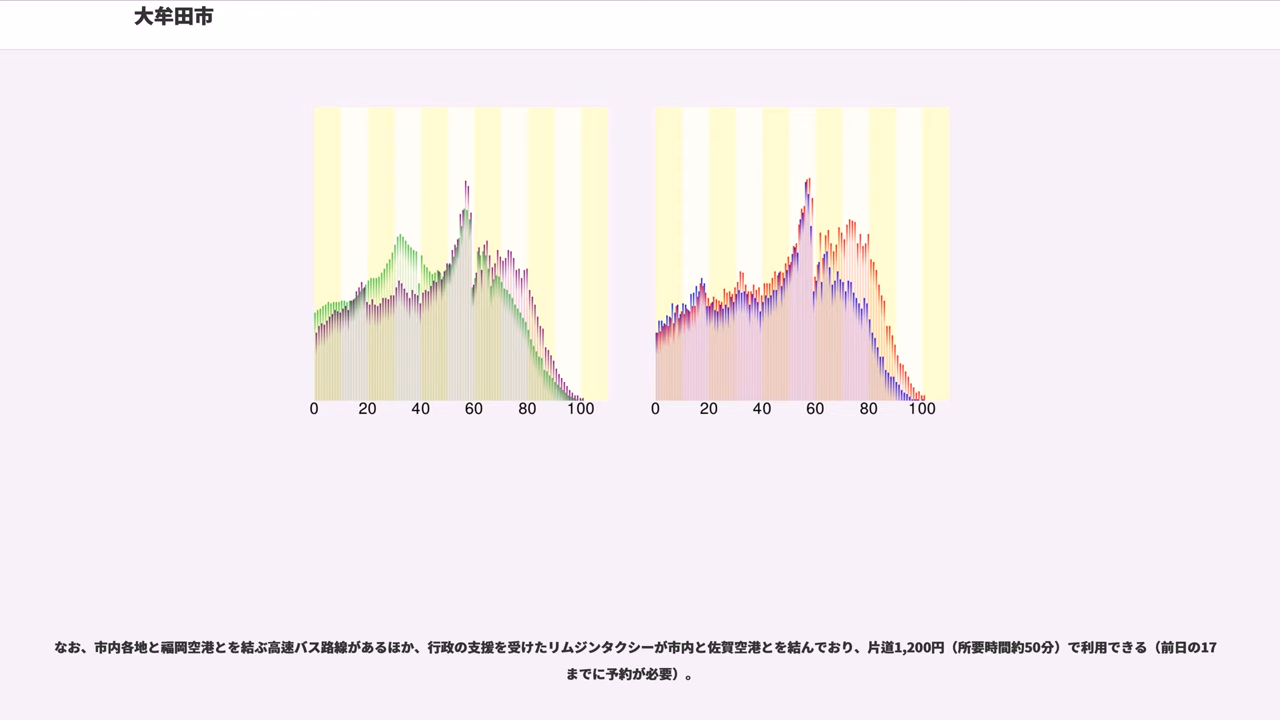 大牟田市
0 20 40 60 80 100
0 20 40 60 80 100
なお、市内各地と福岡空港とを結ぶ高速バス路線があるほか、行政の支援を受けたリムジンタクシーが市内と佐賀空港とを結んでおり、片道1,200円（所要時間約50分）で利用できる（前日の17
までに予約が必要）。